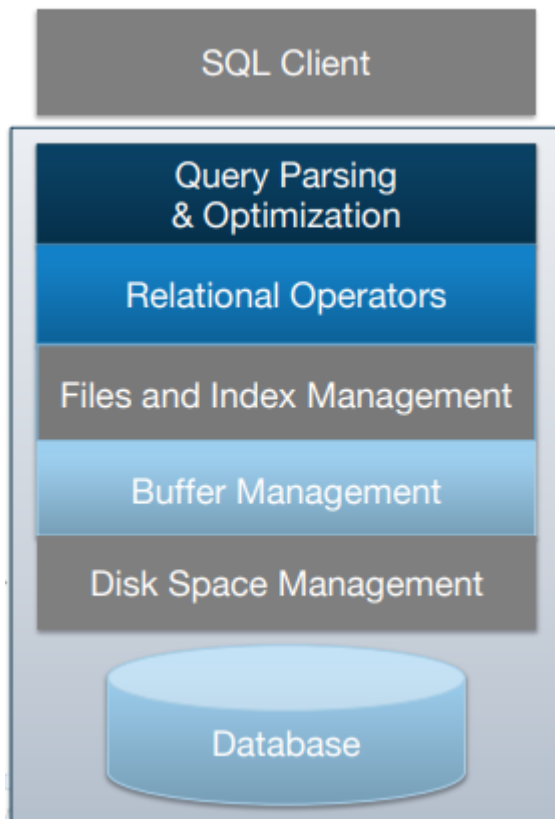 SQL Client
Query Parsing
& Optimization
Relational Operators
Files and Index Management
Buffer Management
Disk Space Management
Database